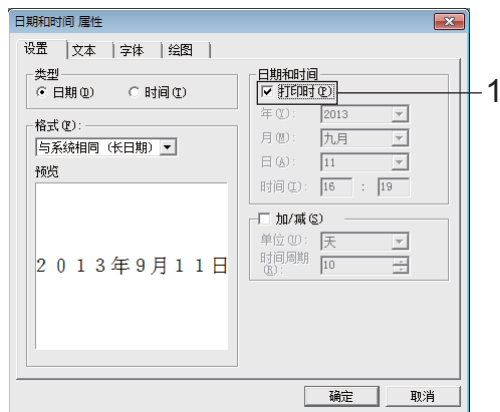 日期和时间 属性
设置 文本 字体 绘图
类型
日期(D) 时间(T)
格式(F):
与系统相同（长日期）
预览
2013年9月11日
日期和时间
打印时(P)
1
年(Y): 2013
月(M): 九月
日(A): 11
时间(I): 16 : 19
加/减(S)
单位(U): 天
时间周期(R): 10
确定 取消